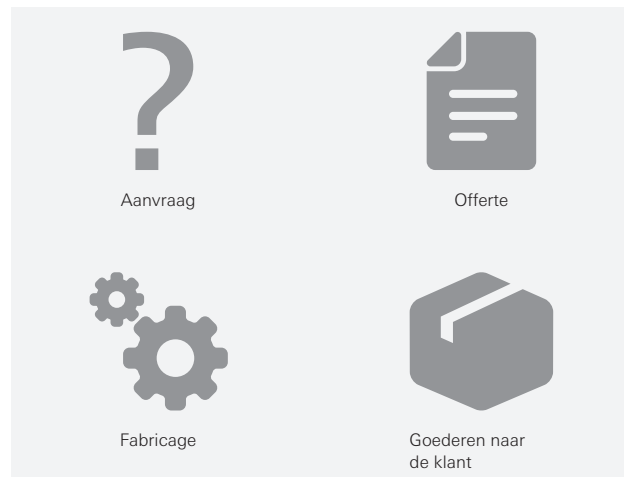 Aanvraag
Offerte
Fabricage
Goederen naar
de klant